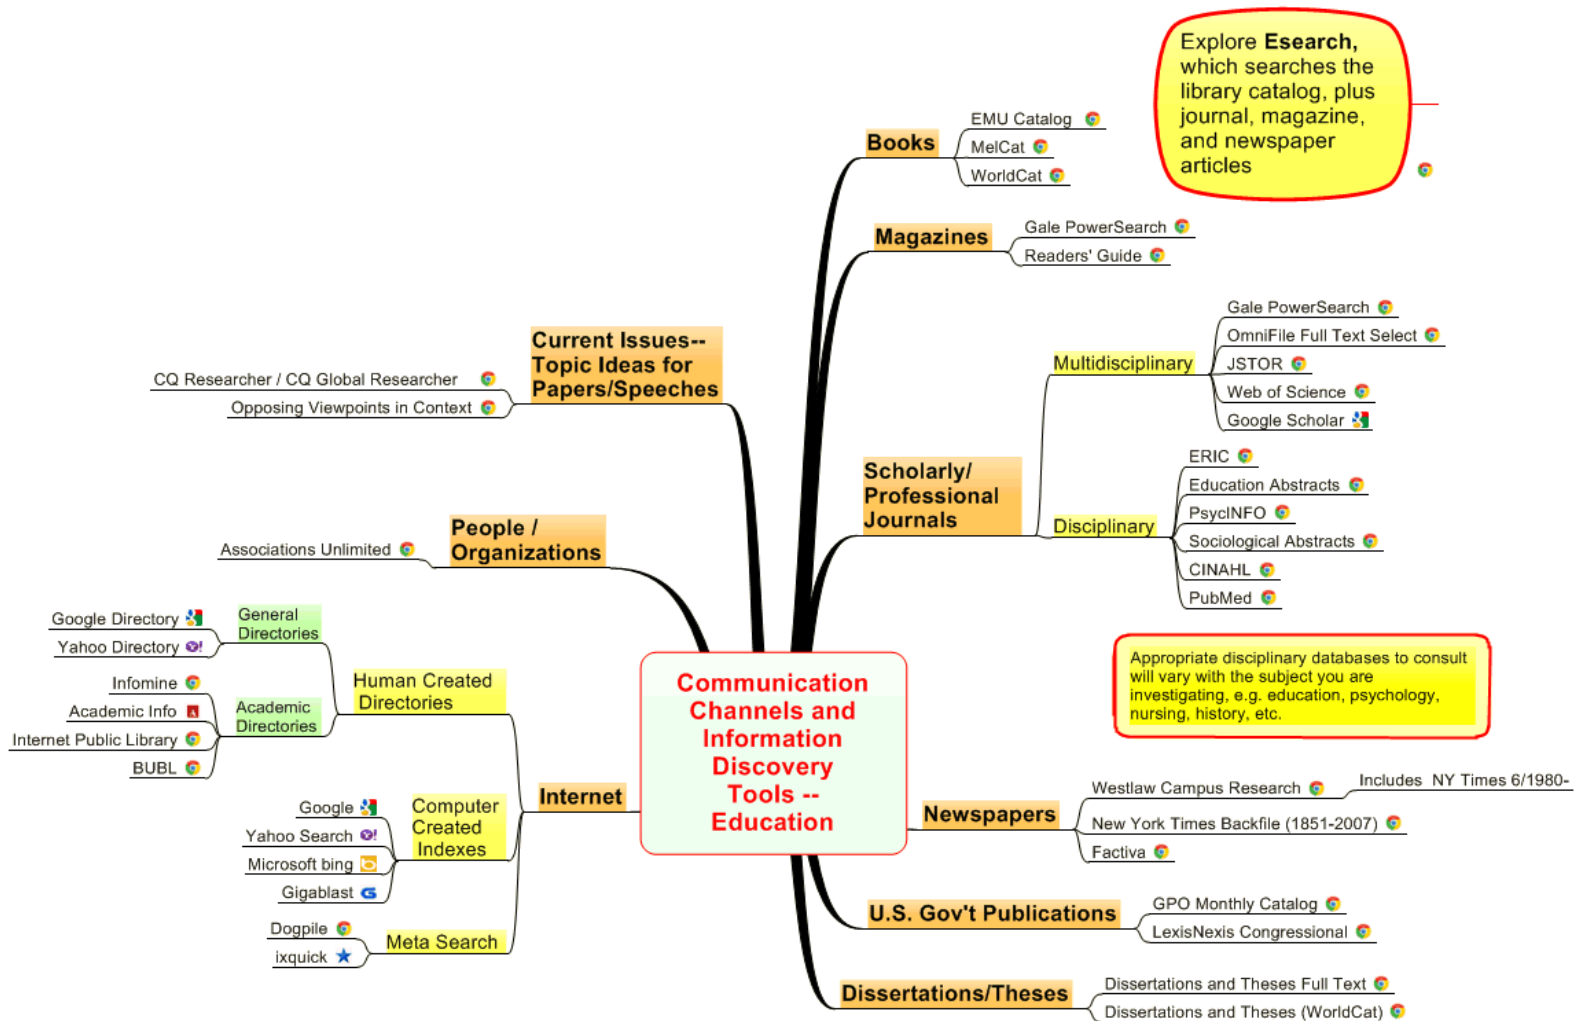 Explore Esearch,
which searches the
library catalog, plus
journal, magazine,
and newspaper
articles
Books
EMU Catalog
MelCat
WorldCat
Magazines
Gale PowerSearch
Readers' Guide
Scholarly/
Professional
Journals
Multidisciplinary
Gale PowerSearch
OmniFile Full Text Select
JSTOR
Web of Science
Google Scholar
Disciplinary
ERIC
Education Abstracts
PsycINFO
Sociological Abstracts
CINAHL
PubMed
Appropriate disciplinary databases to consult
will vary with the subject you are
investigating, e.g. education, psychology,
nursing, history, etc.
Current Issues--
Topic Ideas for
Papers/Speeches
CQ Researcher / CQ Global Researcher
Opposing Viewpoints in Context
People /
Organizations
Associations Unlimited
Communication
Channels and
Information
Discovery
Tools --
Education
Internet
Human Created
Directories
General
Directories
Google Directory
Yahoo Directory
Academic
Directories
Infomine
Academic Info
Internet Public Library
BUBL
Computer
Created
Indexes
Google
Yahoo Search
Microsoft bing
Gigablast
Meta Search
Dogpile
ixquick
Newspapers
Westlaw Campus Research
Includes NY Times 6/1980-
New York Times Backfile (1851-2007)
Factiva
U.S. Gov't Publications
GPO Monthly Catalog
LexisNexis Congressional
Dissertations/Theses
Dissertations and Theses Full Text
Dissertations and Theses (WorldCat)